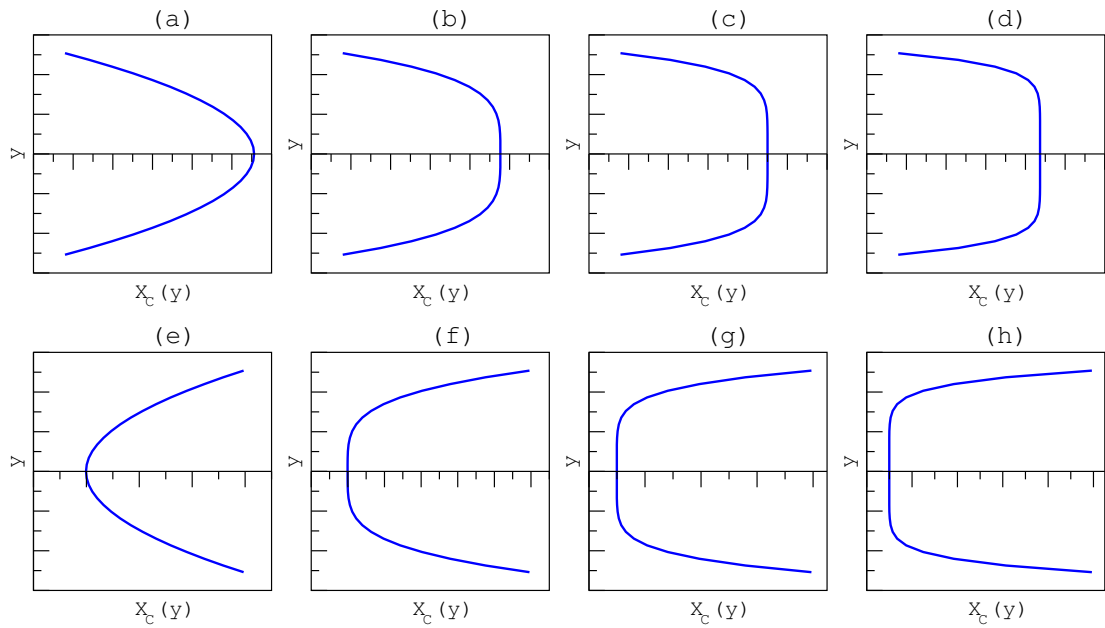 (a) (b) (c) (d)
y y y y
X_C(y) X_C(y) X_C(y) X_C(y)
(e) (f) (g) (h)
y y y y
X_C(y) X_C(y) X_C(y) X_C(y)